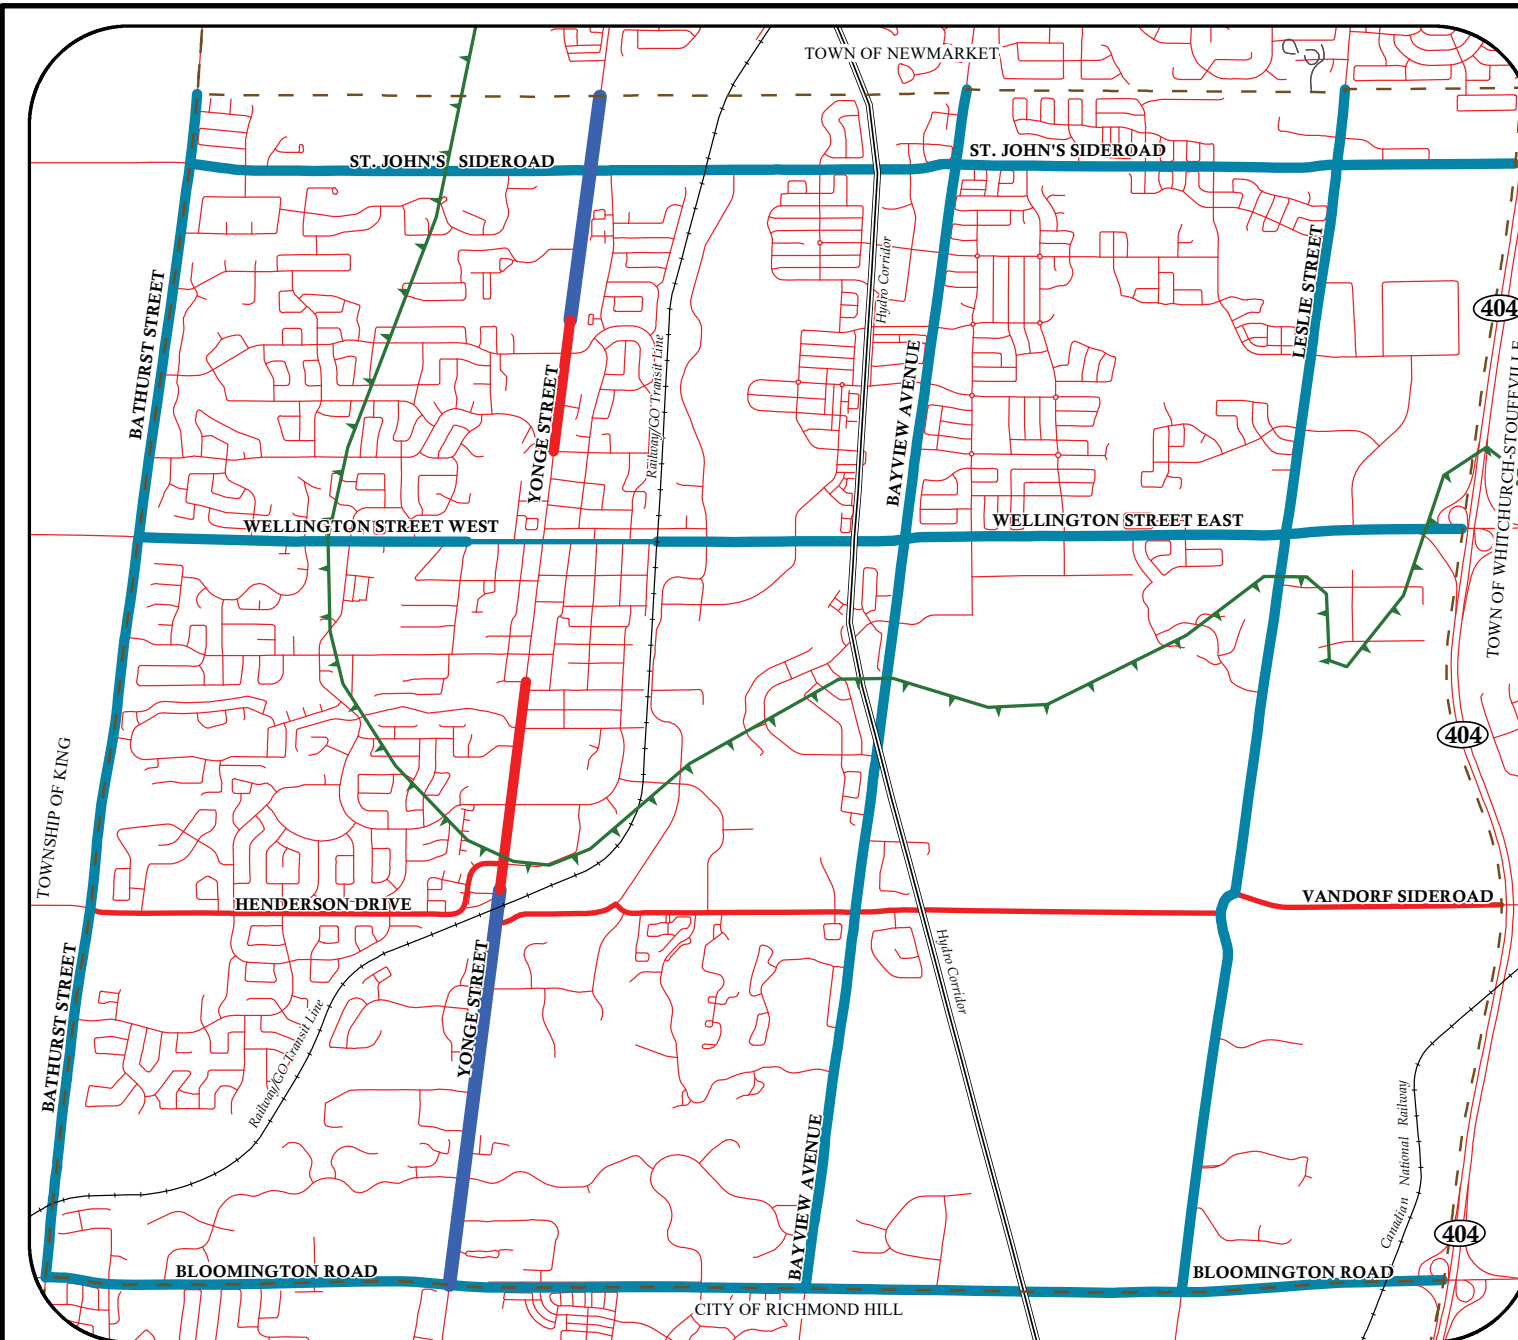 TOWN OF NEWMARKET
ST. JOHN'S SIDEROAD
ST. JOHN'S SIDEROAD
BATHURST STREET
YONGE STREET
Railway/GO Transit Line
Hydro Corridor
BAYVIEW AVENUE
LESLIE STREET
404
TOWN OF WHITCHURCH-STOUFFVILLE
WELLINGTON STREET WEST
WELLINGTON STREET EAST
404
TOWNSHIP OF KING
HENDERSON DRIVE
VANDORF SIDEROAD
BATHURST STREET
YONGE STREET
Hydro Corridor
Railway/GO Transit Line
BAYVIEW AVENUE
Canadian National Railway
404
BLOOMINGTON ROAD
BLOOMINGTON ROAD
CITY OF RICHMOND HILL